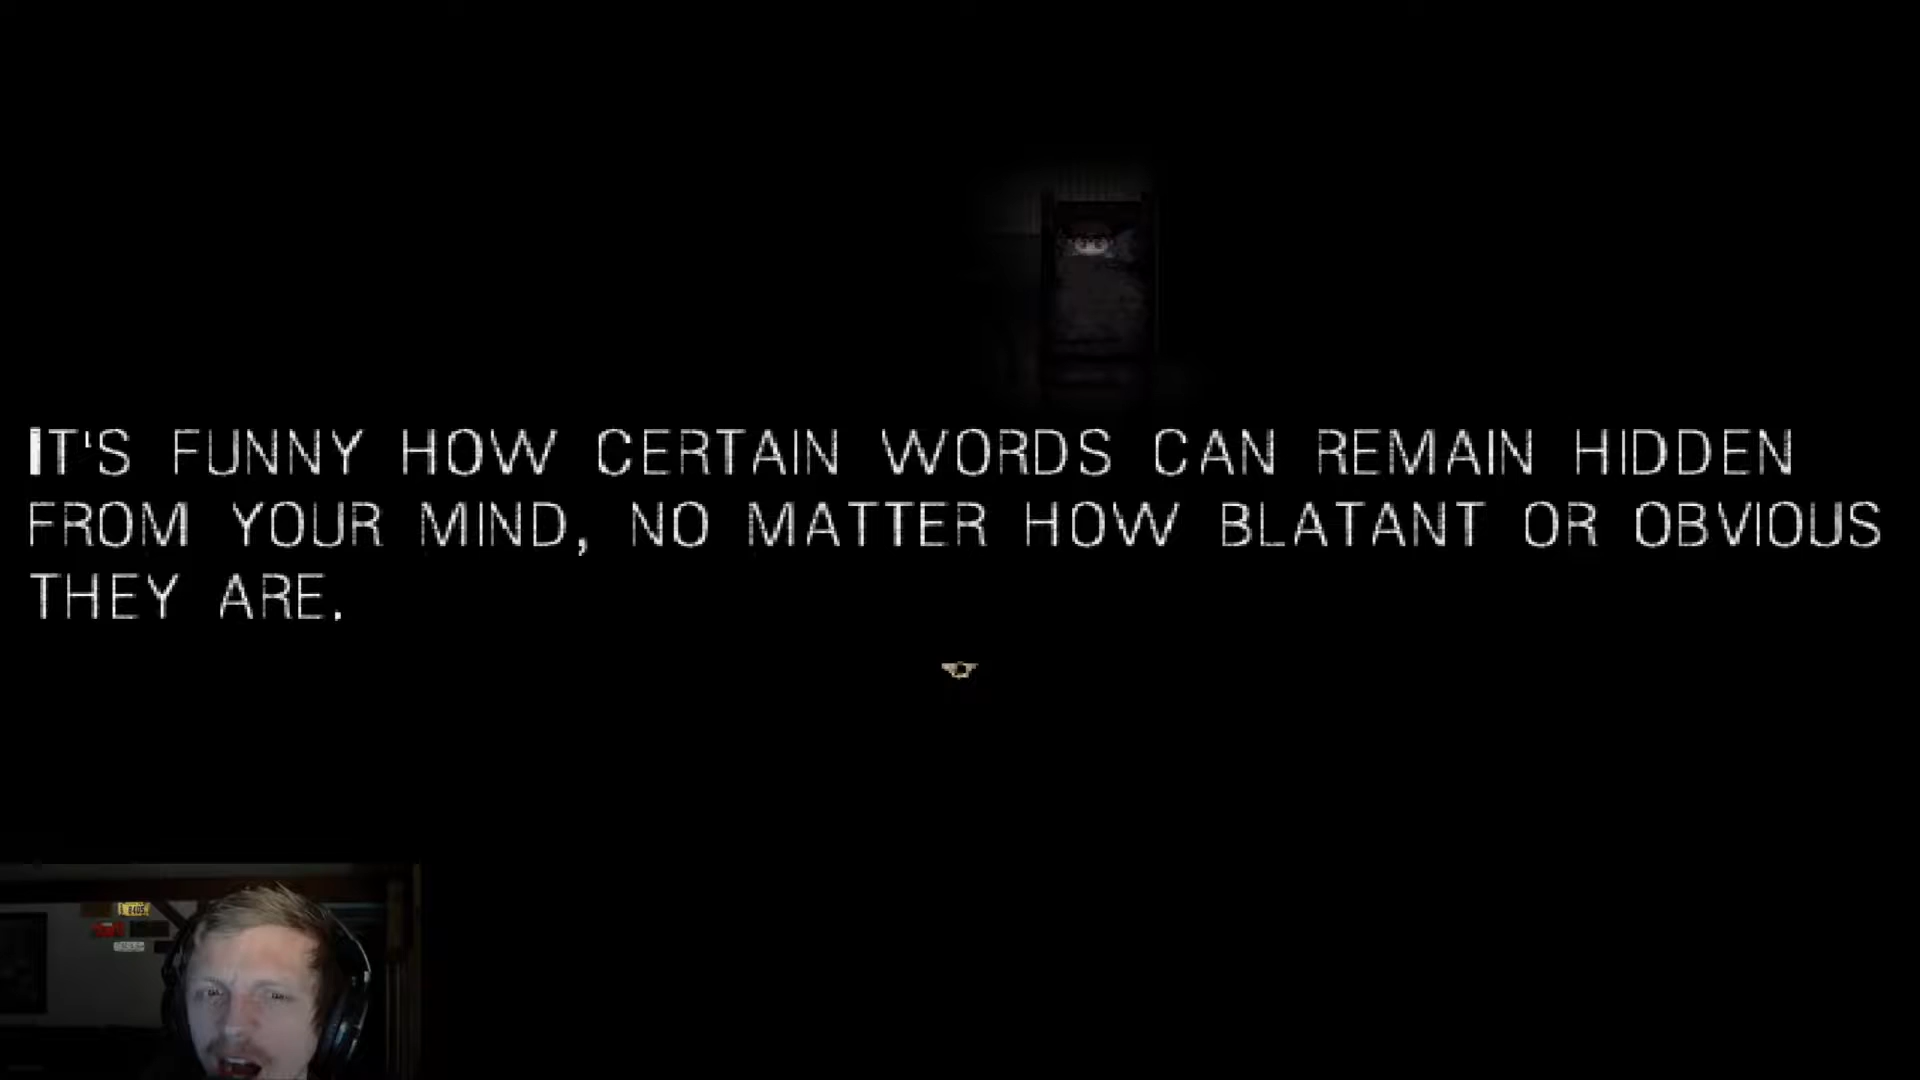 IT'S FUNNY HOW CERTAIN WORDS CAN REMAIN HIDDEN
FROM YOUR MIND, NO MATTER HOW BLATANT OR OBVIOUS
THEY ARE.